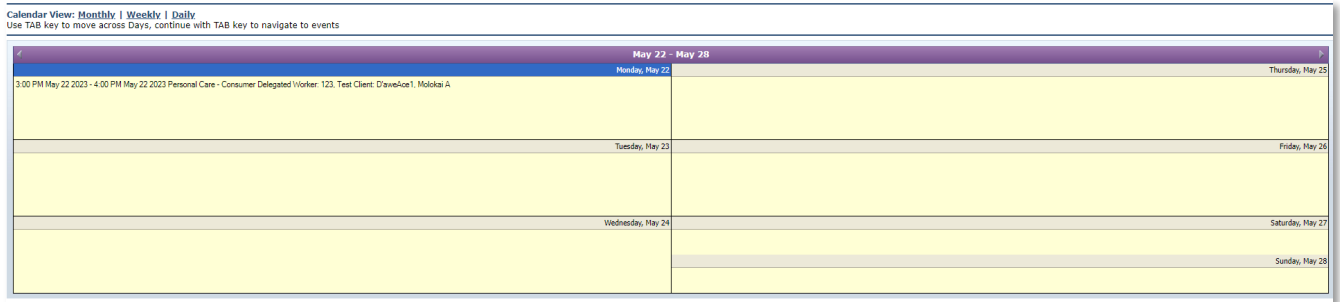 Calendar View: Monthly | Weekly | Daily
Use TAB key to move across Days, continue with TAB key to navigate to events
May 22 - May 28
Monday, May 22
3:00 PM May 22 2023 - 4:00 PM May 22 2023 Personal Care - Consumer Delegated Worker: 123, Test Client: D'aweAce1, Molokai A
Tuesday, May 23
Wednesday, May 24
Thursday, May 25
Friday, May 26
Saturday, May 27
Sunday, May 28